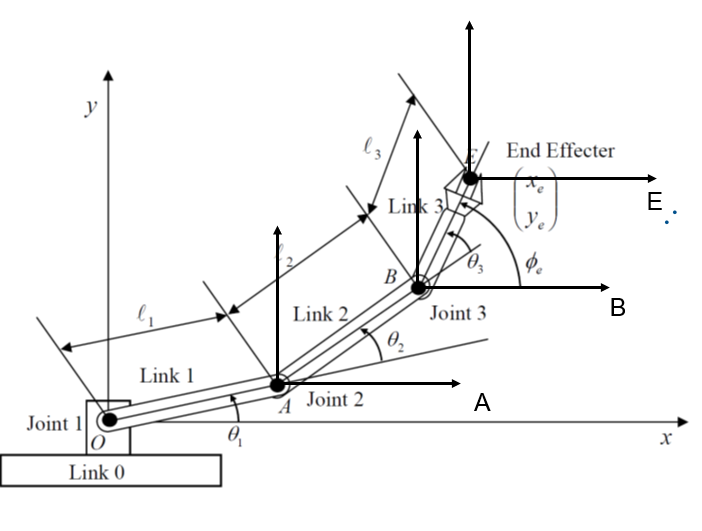 y
ℓ3
E
End Effecter
xe
ye
E
Link 3
ℓ2
θ3
ϕe
B
B
ℓ1
Link 2
Joint 3
θ2
Link 1
A
Joint 2
A
Joint 1
O
θ1
x
Link 0